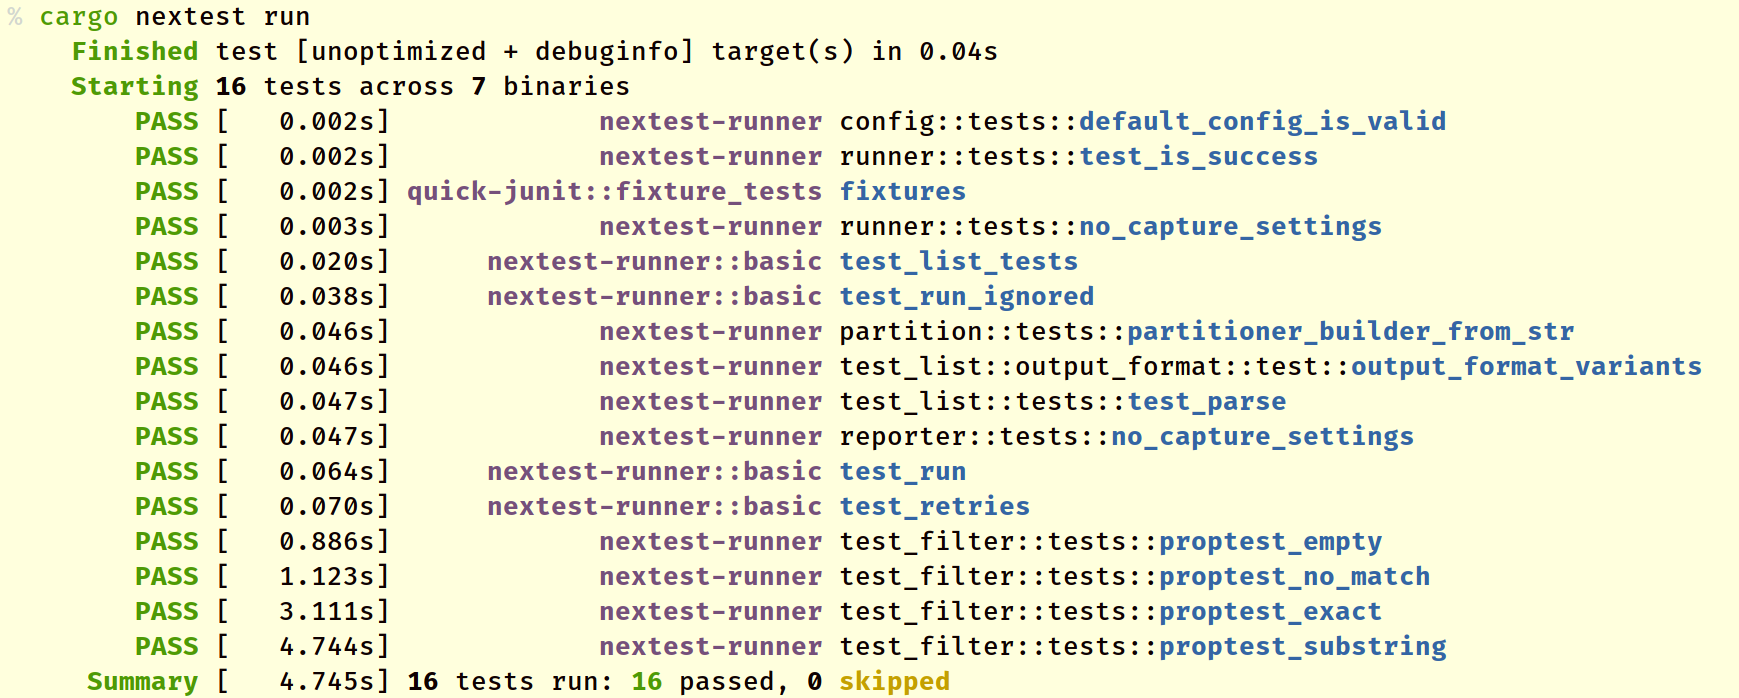 % cargo nextest run
Finished test [unoptimized + debuginfo] target(s) in 0.04s
Starting 16 tests across 7 binaries
PASS [   0.002s]             nextest-runner config::tests::default_config_is_valid
PASS [   0.002s]             nextest-runner runner::tests::test_is_success
PASS [   0.002s] quick-junit::fixture_tests fixtures
PASS [   0.003s]             nextest-runner runner::tests::no_capture_settings
PASS [   0.020s]      nextest-runner::basic test_list_tests
PASS [   0.038s]      nextest-runner::basic test_run_ignored
PASS [   0.046s]             nextest-runner partition::tests::partitioner_builder_from_str
PASS [   0.046s]             nextest-runner test_list::output_format::test::output_format_variants
PASS [   0.047s]             nextest-runner test_list::tests::test_parse
PASS [   0.047s]             nextest-runner reporter::tests::no_capture_settings
PASS [   0.064s]      nextest-runner::basic test_run
PASS [   0.070s]      nextest-runner::basic test_retries
PASS [   0.886s]             nextest-runner test_filter::tests::proptest_empty
PASS [   1.123s]             nextest-runner test_filter::tests::proptest_no_match
PASS [   3.111s]             nextest-runner test_filter::tests::proptest_exact
PASS [   4.744s]             nextest-runner test_filter::tests::proptest_substring
Summary [   4.745s] 16 tests run: 16 passed, 0 skipped